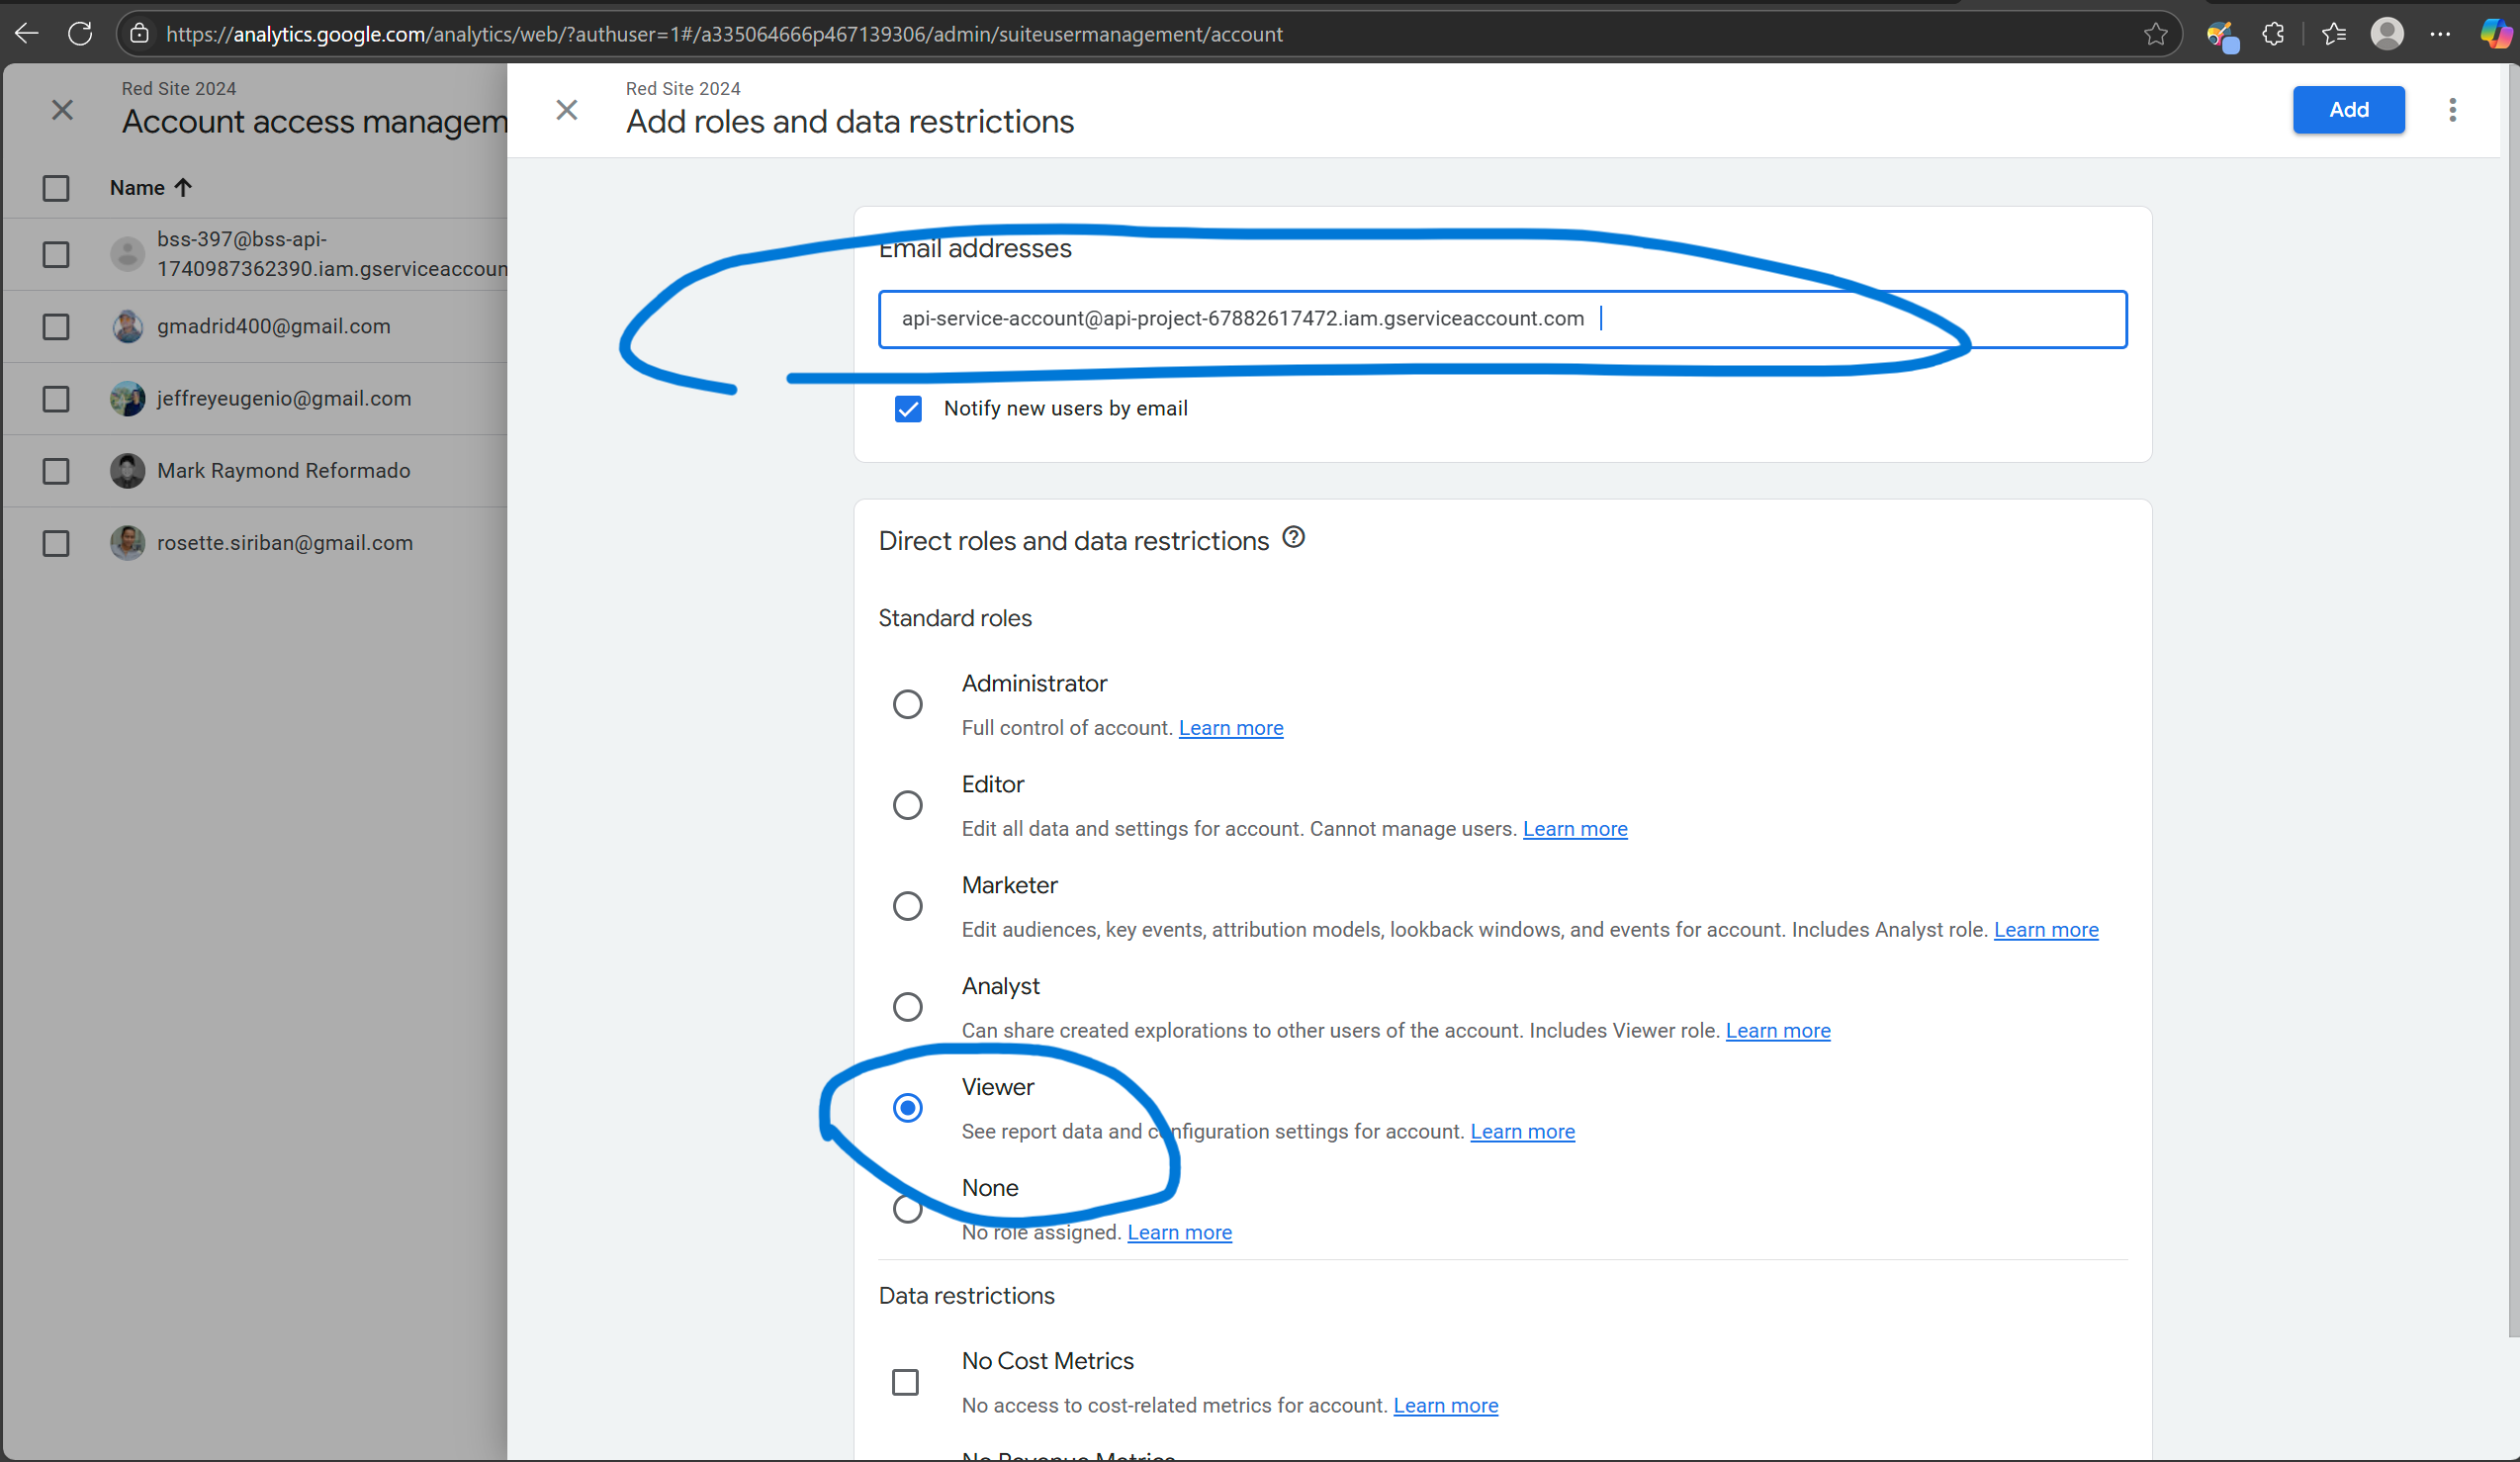 https://analytics.google.com/analytics/web/?authuser=1#/a335064666p467139306/admin/suiteusermanagement/account
Red Site 2024
Account access managem
Name
bss-397@bss-api-
1740987362390.iam.gserviceaccoun
gmadrid400@gmail.com
jeffreyeugenio@gmail.com
Mark Raymond Reformado
rosette.siriban@gmail.com
Red Site 2024
Add roles and data restrictions
Add
Email addresses
api-service-account@api-project-67882617472.iam.gserviceaccount.com
Notify new users by email
Direct roles and data restrictions
Standard roles
Administrator
Full control of account. Learn more
Editor
Edit all data and settings for account. Cannot manage users. Learn more
Marketer
Edit audiences, key events, attribution models, lookback windows, and events for account. Includes Analyst role. Learn more
Analyst
Can share created explorations to other users of the account. Includes Viewer role. Learn more
Viewer
See report data and configuration settings for account. Learn more
None
No role assigned. Learn more
Data restrictions
No Cost Metrics
No access to cost-related metrics for account. Learn more
No Revenue Metrics